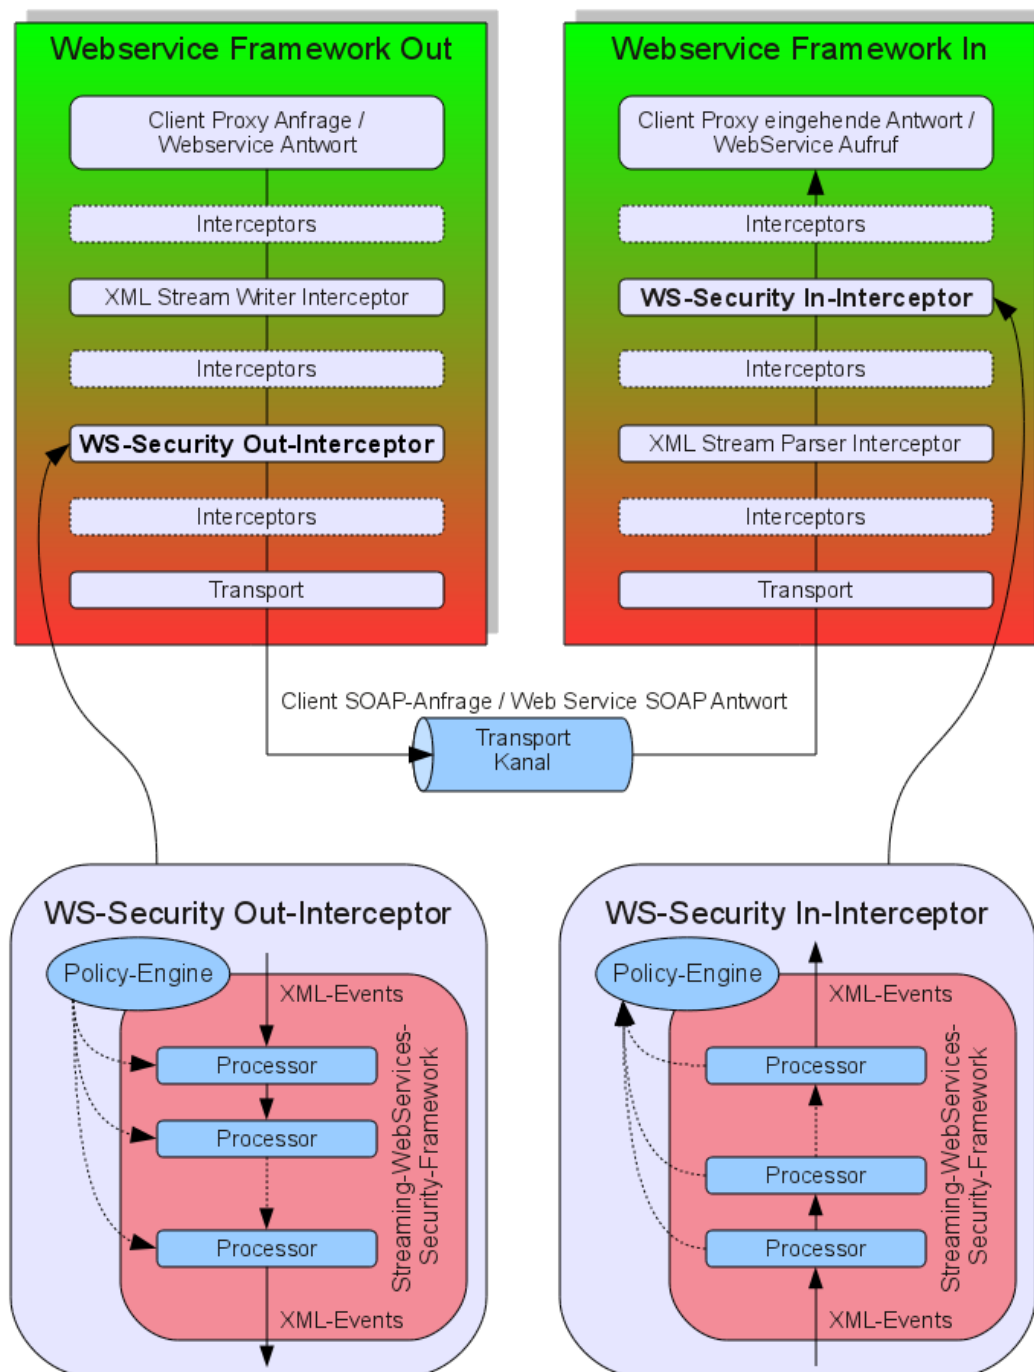 Webservice Framework Out
Client Proxy Anfrage /
Webservice Antwort
Interceptors
XML Stream Writer Interceptor
Interceptors
WS-Security Out-Interceptor
Interceptors
Transport
Webservice Framework In
Client Proxy eingehende Antwort /
WebService Aufruf
Interceptors
WS-Security In-Interceptor
Interceptors
XML Stream Parser Interceptor
Interceptors
Transport
Client SOAP-Anfrage / Web Service SOAP Antwort
Transport
Kanal
WS-Security Out-Interceptor
Policy-Engine
XML-Events
Processor
Processor
Processor
Streaming-WebServices-
Security-Framework
XML-Events
WS-Security In-Interceptor
Policy-Engine
XML-Events
Processor
Processor
Processor
Streaming-WebServices-
Security-Framework
XML-Events